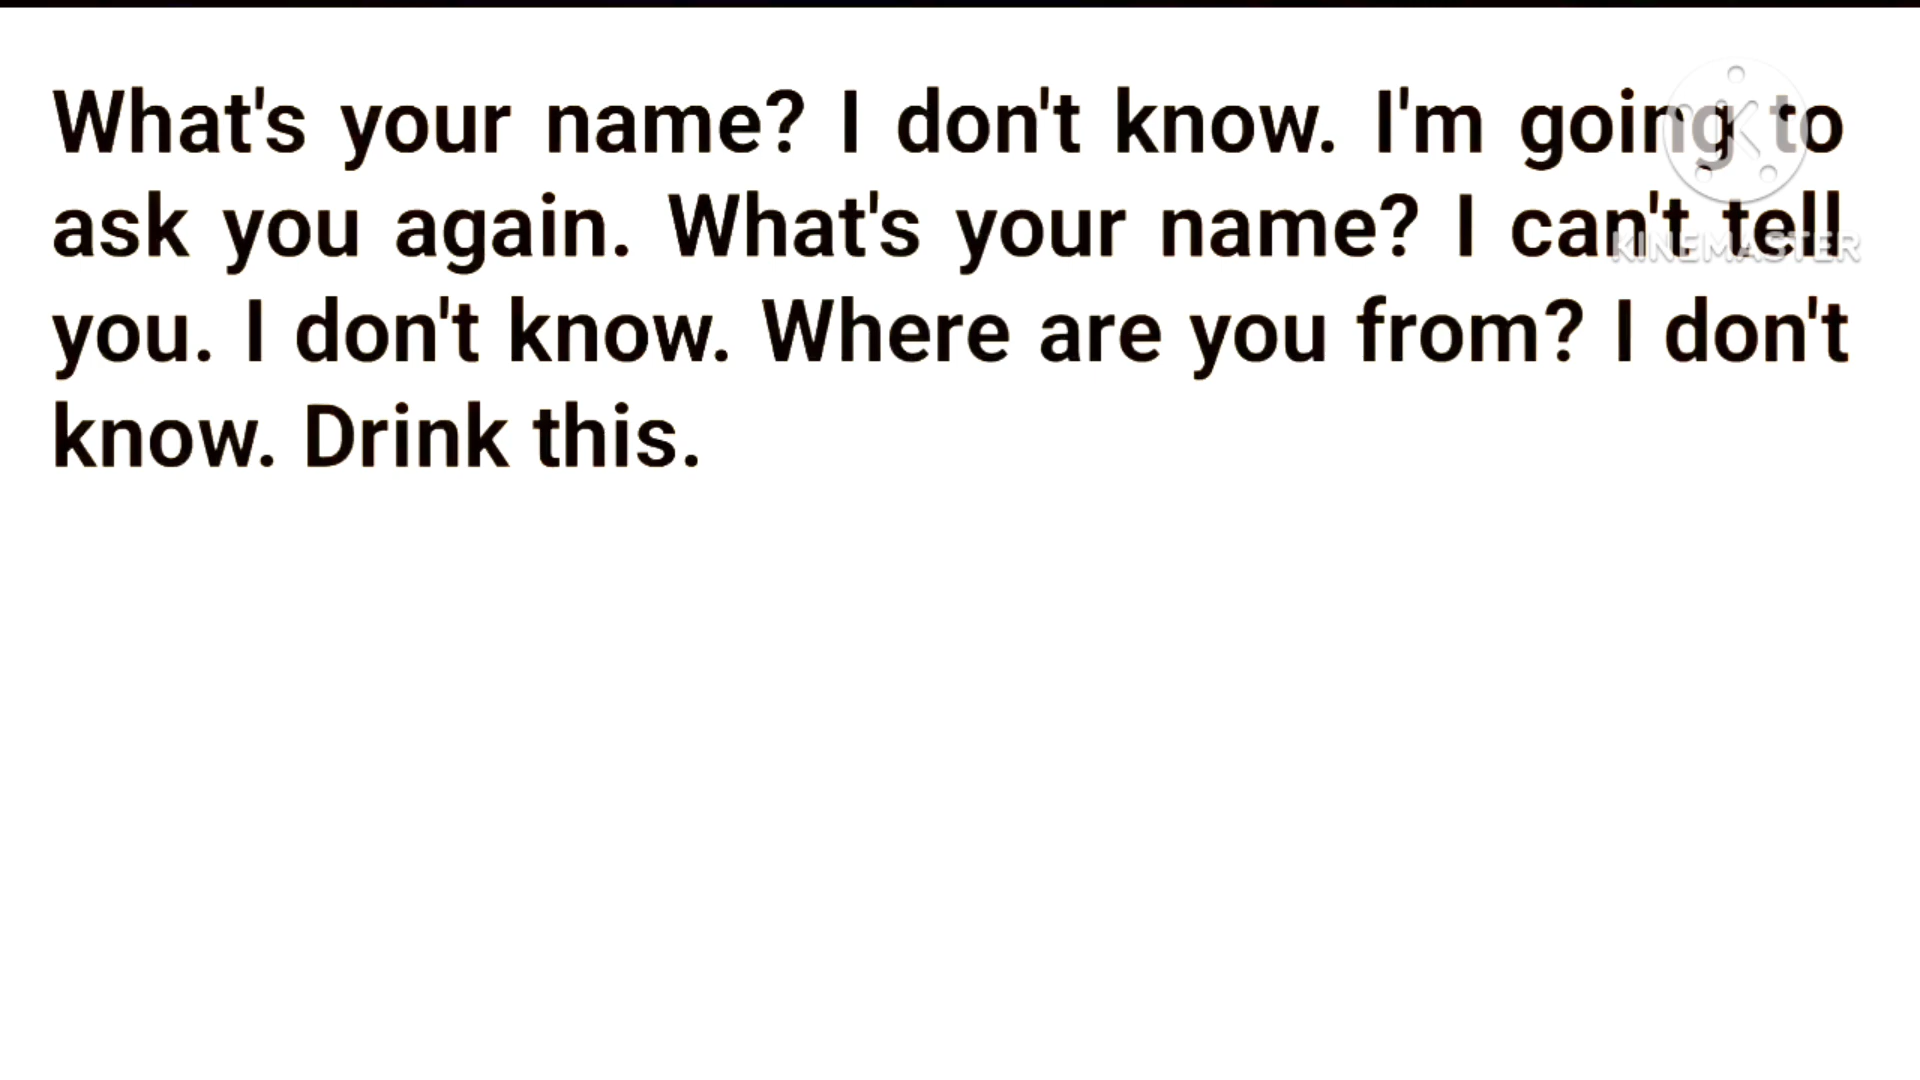 What's your name? I don't know. I'm going to
ask you again. What's your name? I can't tell
you. I don't know. Where are you from? I don't
know. Drink this.
KINEMASTER